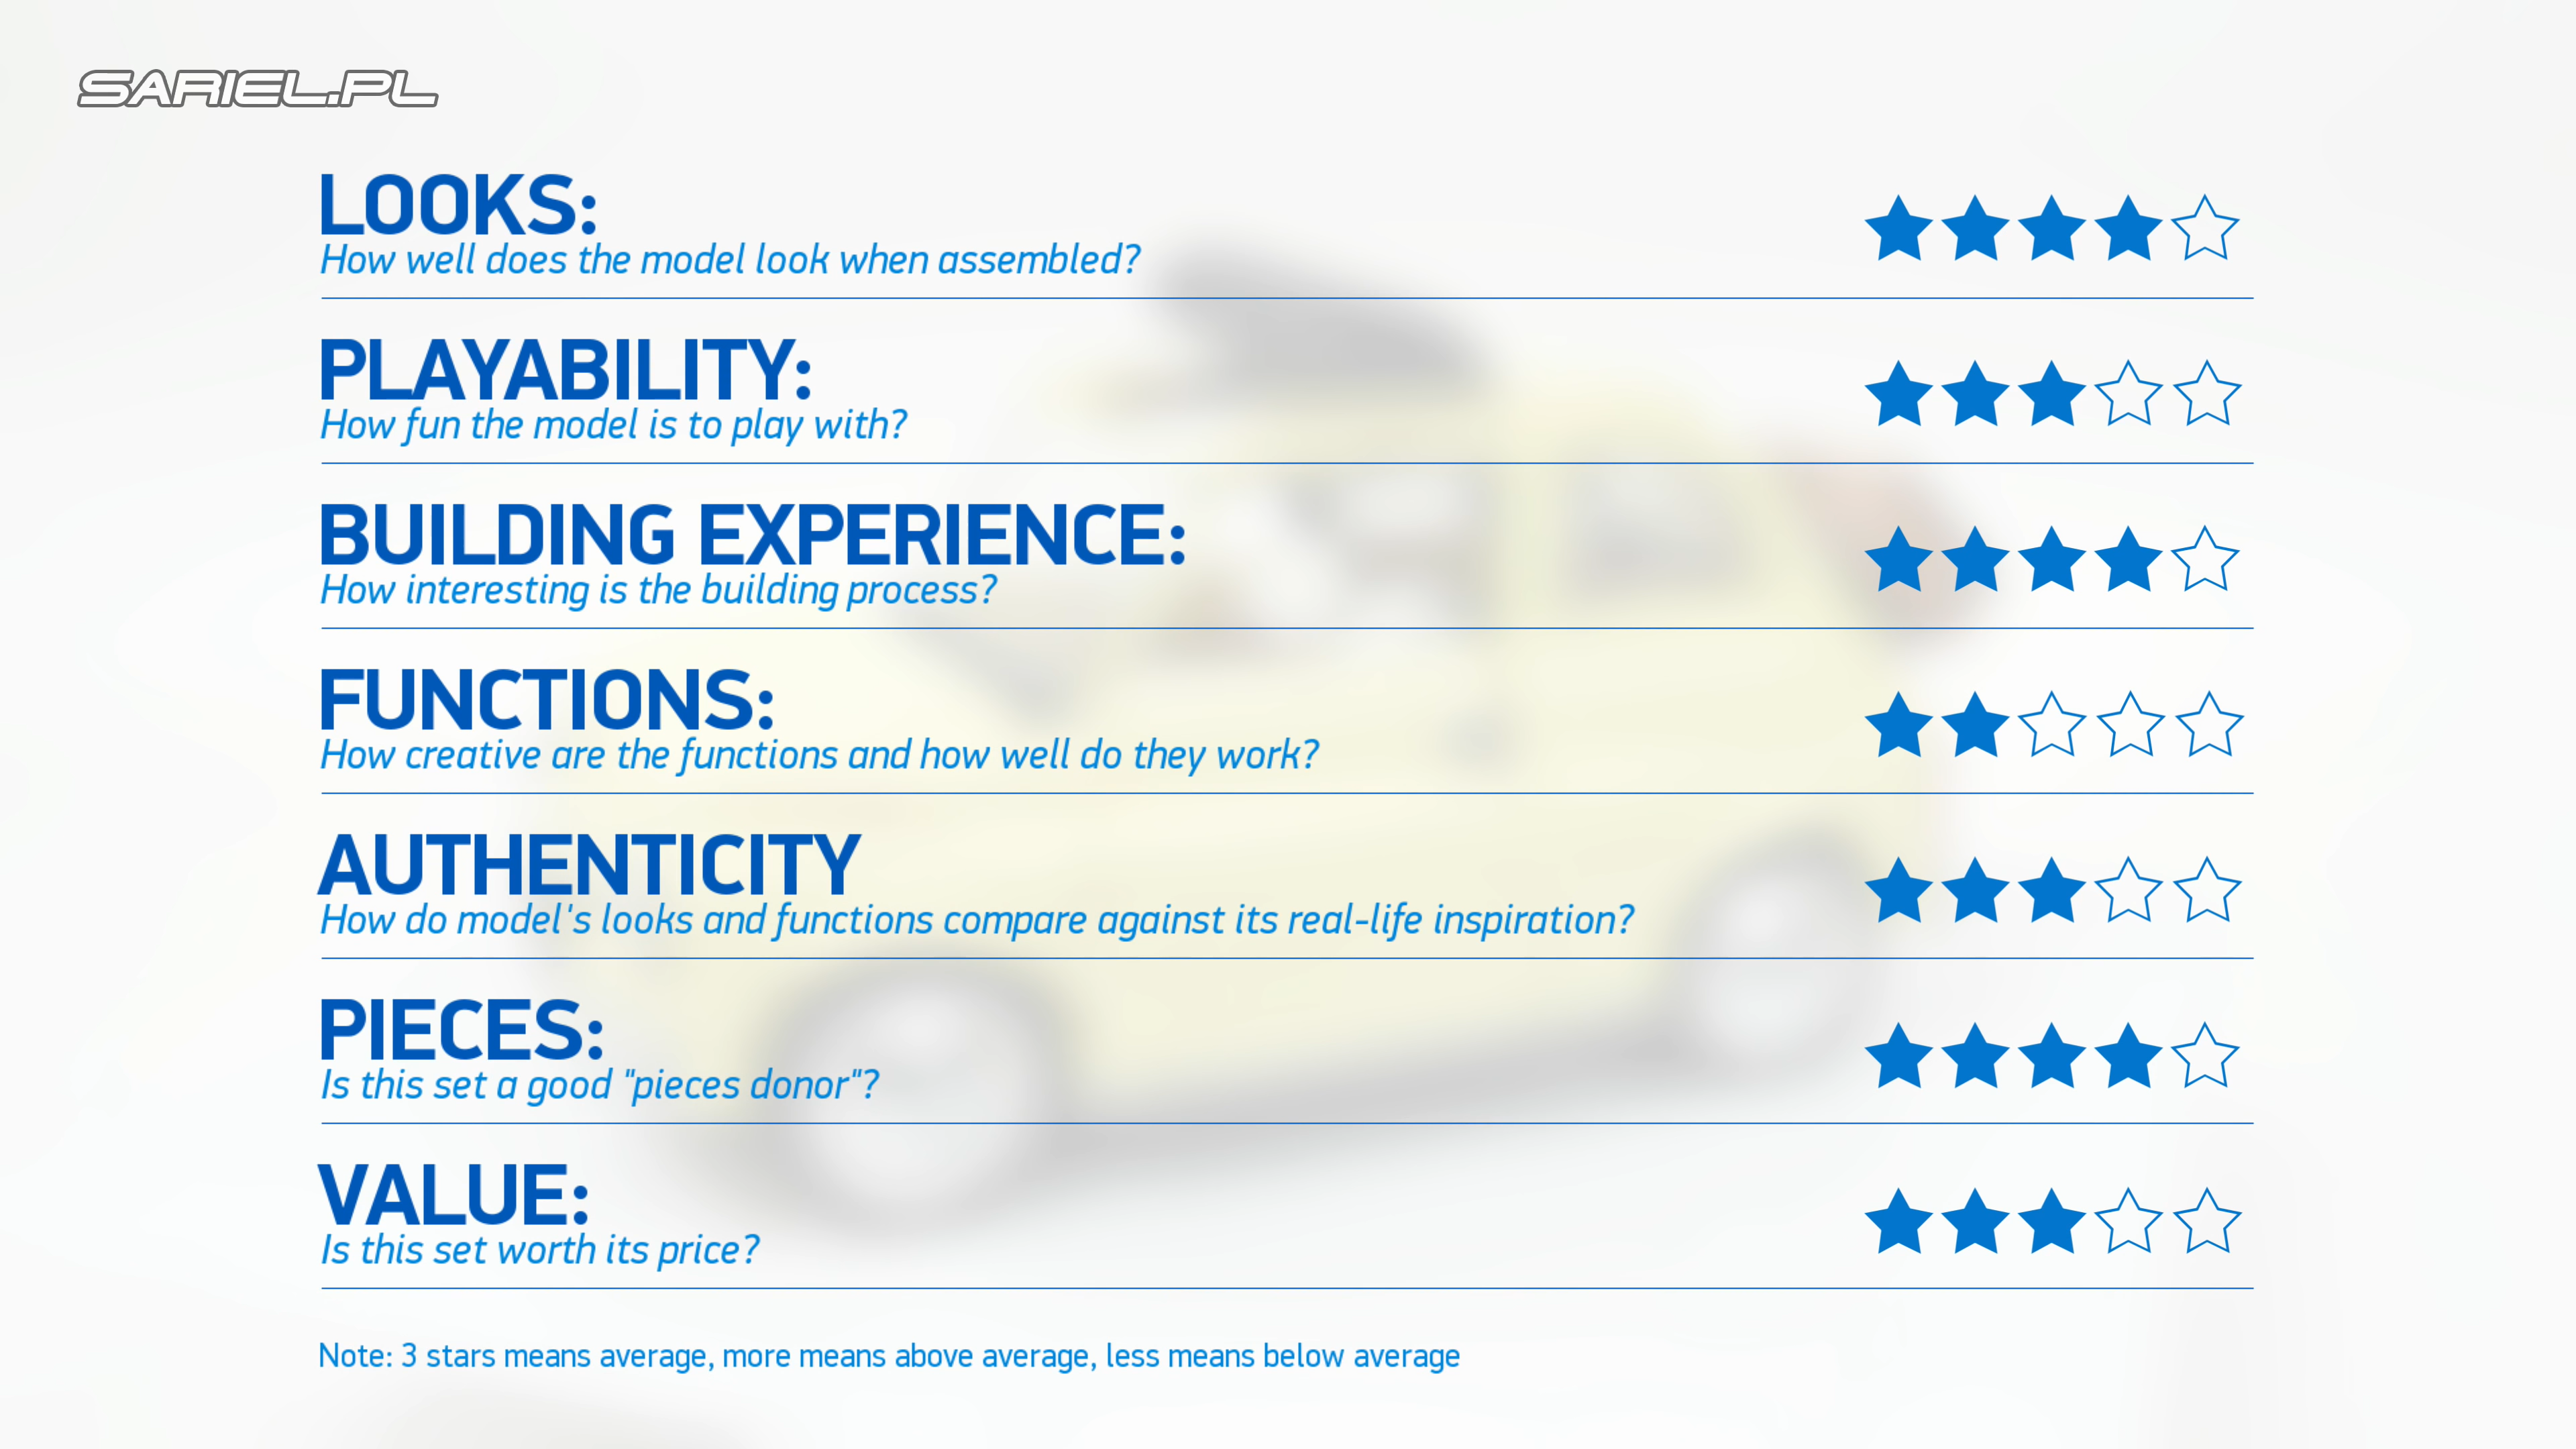 SARIEL.PL
LOOKS:
How well does the model look when assembled?
PLAYABILITY:
How fun the model is to play with?
BUILDING EXPERIENCE:
How interesting is the building process?
FUNCTIONS:
How creative are the functions and how well do they work?
AUTHENTICITY
How do model's looks and functions compare against its real-life inspiration?
PIECES:
Is this set a good "pieces donor"?
VALUE:
Is this set worth its price?
Note: 3 stars means average, more means above average, less means below average